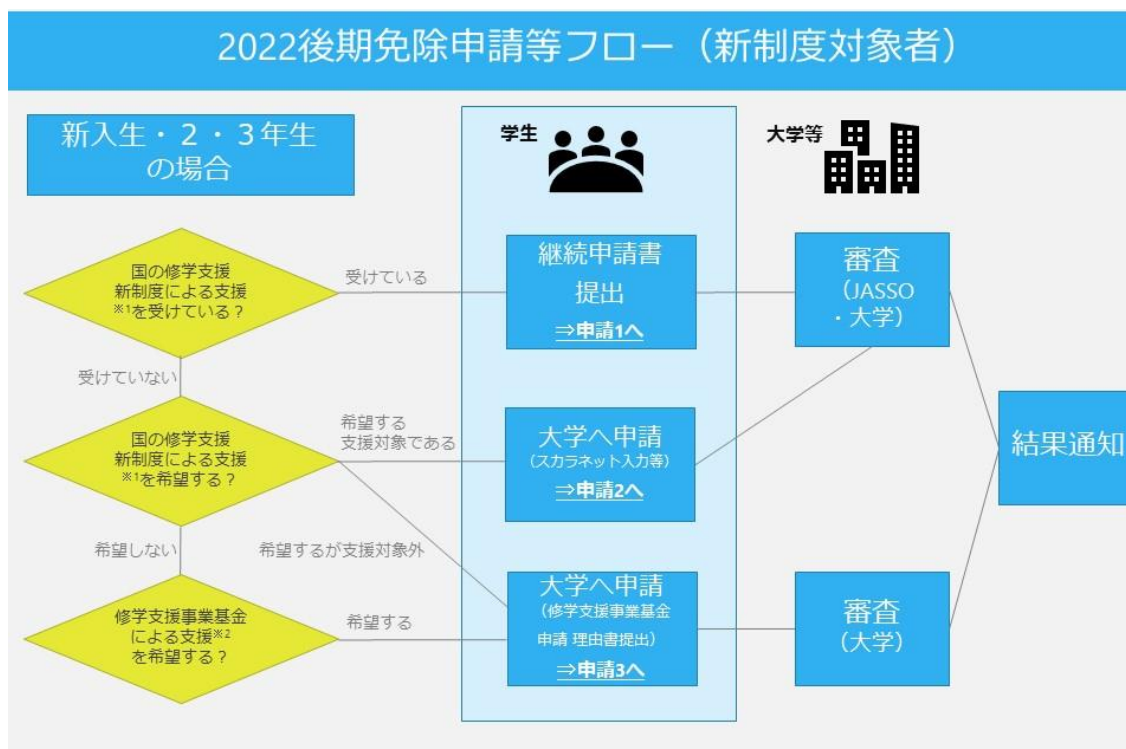 2022後期免除申請等フロー（新制度対象者）
新入生・２・３年生
の場合
学生
大学等
国の修学支援
新制度による支援
※1を受けている？
受けている
継続申請書
提出
⇒申請1へ
審査
（JASSO
・大学）
受けていない
国の修学支援
新制度による支援
※1を希望する？
希望する
支援対象である
大学へ申請
（スカラネット入力等）
⇒申請2へ
結果通知
希望しない
希望するが支援対象外
修学支援事業基金
による支援※2
を希望する？
希望する
大学へ申請
（修学支援事業基金
申請 理由書提出）
⇒申請3へ
審査
（大学）